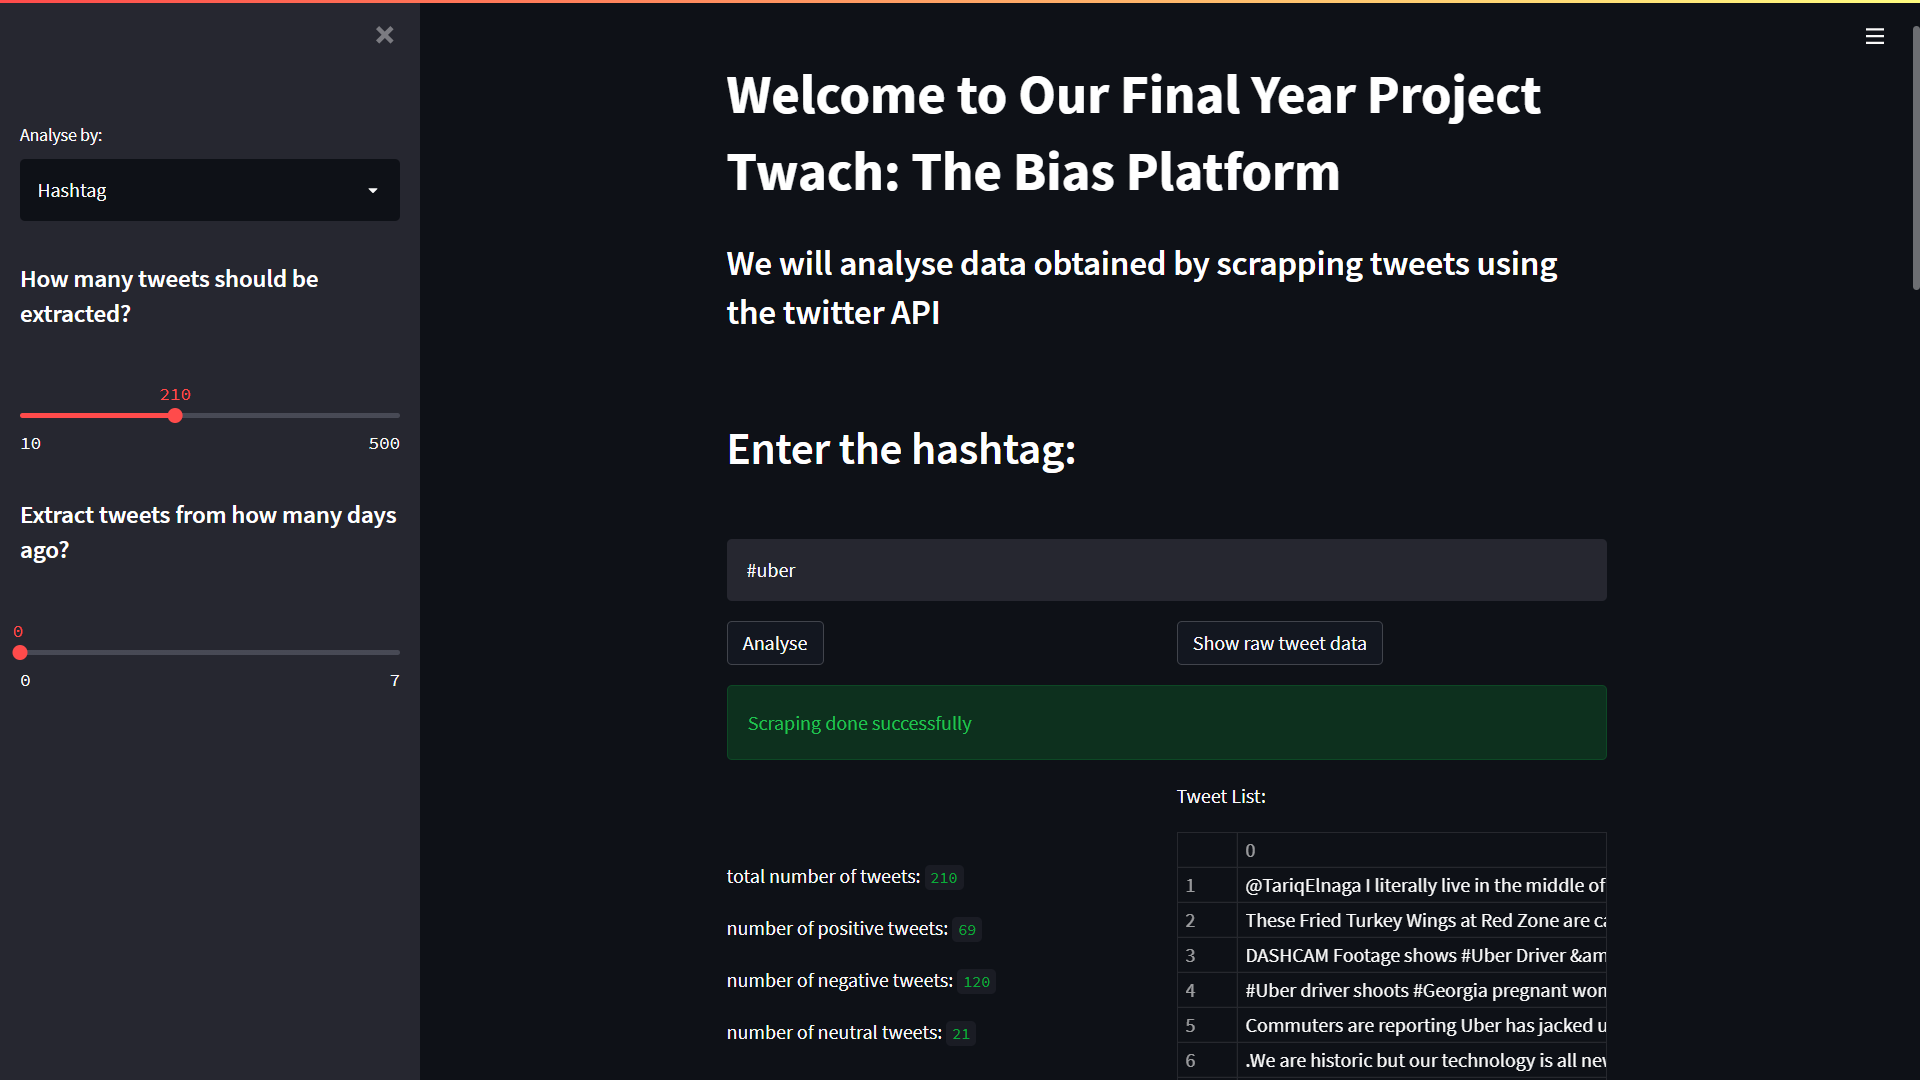 Analyse by:
Hashtag
How many tweets should be
extracted?
210
10
500
Extract tweets from how many days
ago?
0
0
7
Welcome to Our Final Year Project
Twach: The Bias Platform
We will analyse data obtained by scrapping tweets using
the twitter API
Enter the hashtag:
#uber
Analyse
Show raw tweet data
Scraping done successfully
total number of tweets: 210
number of positive tweets: 69
number of negative tweets: 120
number of neutral tweets: 21
Tweet List:
0
1 @TariqElnaga I literally live in the middle of
2 These Fried Turkey Wings at Red Zone are
3 DASHCAM Footage shows #Uber Driver &am
4 #Uber driver shoots #Georgia pregnant
5 Commuters are reporting Uber has jacked
6 .We are historic but our technology is all